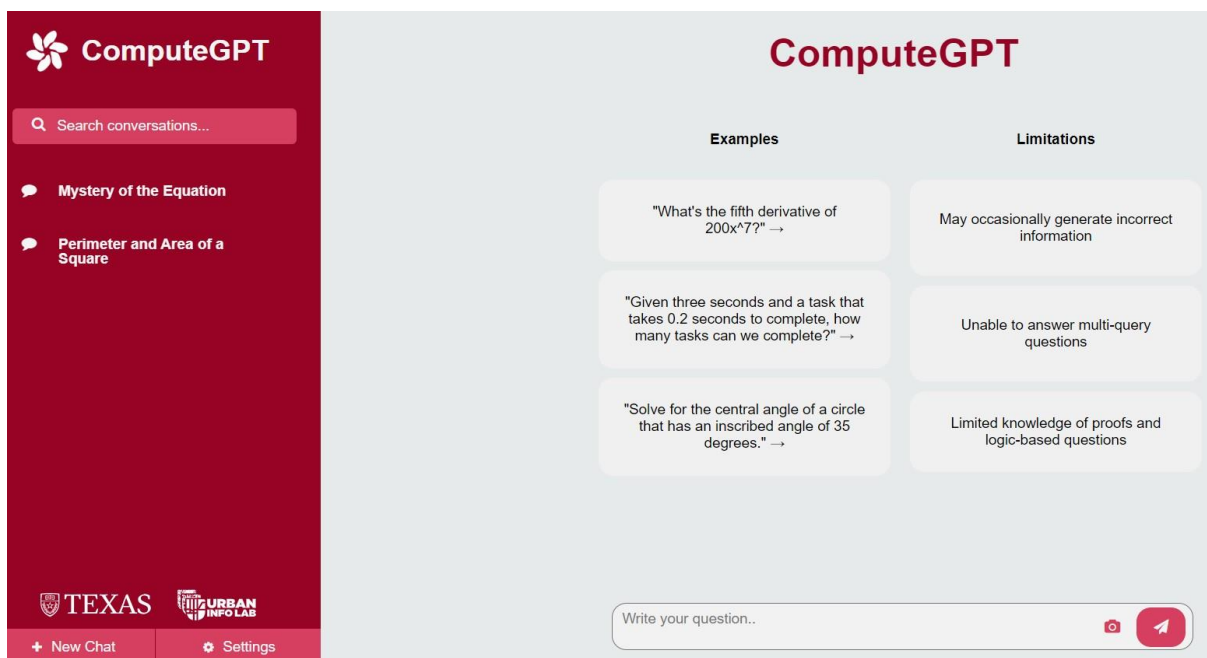 ComputeGPT
Search conversations...
Mystery of the Equation
Perimeter and Area of a
Square
TEXAS
URBAN
INFO LAB
+ New Chat
Settings
ComputeGPT
Examples
"What's the fifth derivative of
200x^7?" →
"Given three seconds and a task that
takes 0.2 seconds to complete, how
many tasks can we complete?" →
"Solve for the central angle of a circle
that has an inscribed angle of 35
degrees." →
Limitations
May occasionally generate incorrect
information
Unable to answer multi-query
questions
Limited knowledge of proofs and
logic-based questions
Write your question..